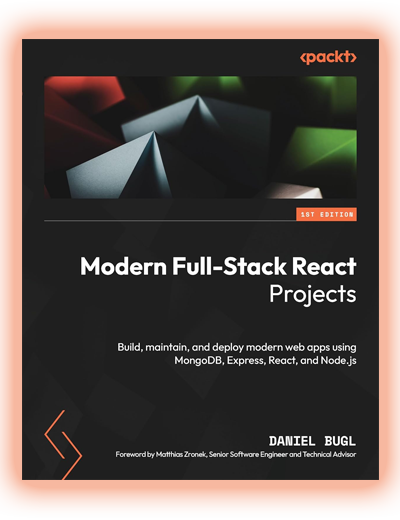 <packt>
1ST EDITION
Modern Full-Stack React
Projects
Build, maintain, and deploy modern web apps using
MongoDB, Express, React, and Node.js
DANIEL BUGL
Foreword by Matthias Zronek, Senior Software Engineer and Technical Advisor